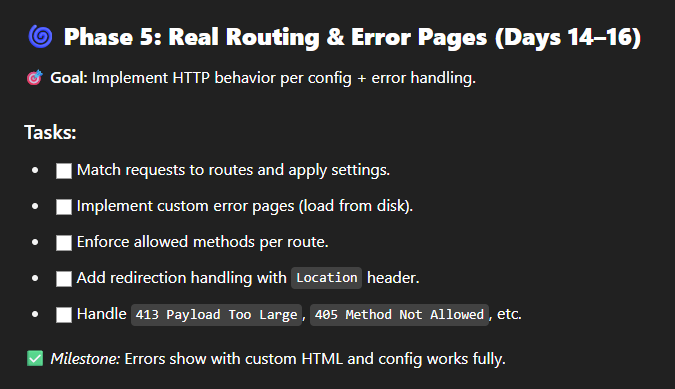 🌀 Phase 5: Real Routing & Error Pages (Days 14–16)
🎯 Goal: Implement HTTP behavior per config + error handling.
Tasks:
• ⬜ Match requests to routes and apply settings.
• ⬜ Implement custom error pages (load from disk).
• ⬜ Enforce allowed methods per route.
• ⬜ Add redirection handling with Location header.
• ⬜ Handle 413 Payload Too Large, 405 Method Not Allowed, etc.
✅ Milestone: Errors show with custom HTML and config works fully.